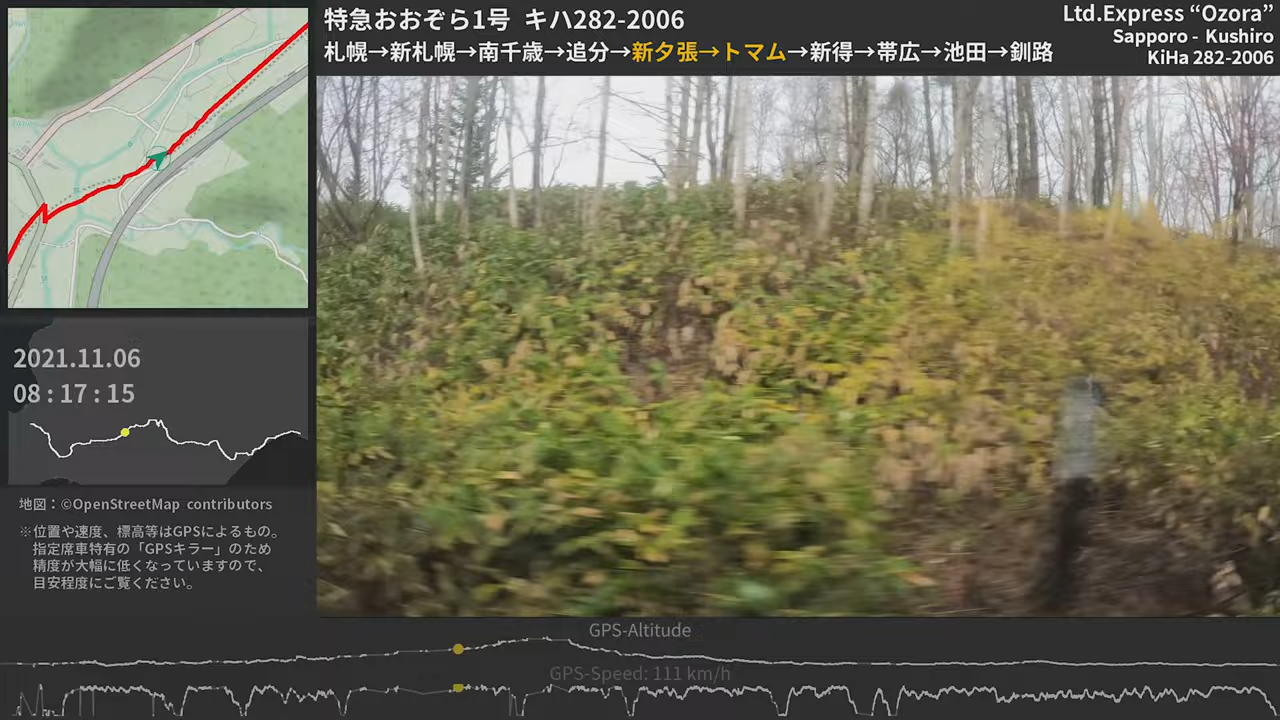 特急おおぞら1号 キハ282-2006
札幌→新札幌→南千歳→追分→新夕張→トマム→新得→帯広→池田→釧路
Ltd.Express “Ozora”
Sapporo - Kushiro
KiHa 282-2006
2021.11.06
08:17:15
地図：©OpenStreetMap contributors
※位置や速度、標高等はGPSによるもの。
指定席車特有の「GPSキラー」のため
精度が大幅に低くなっていますので、
目安程度にご覧ください。
GPS-Altitude
GPS-Speed: 111 km/h